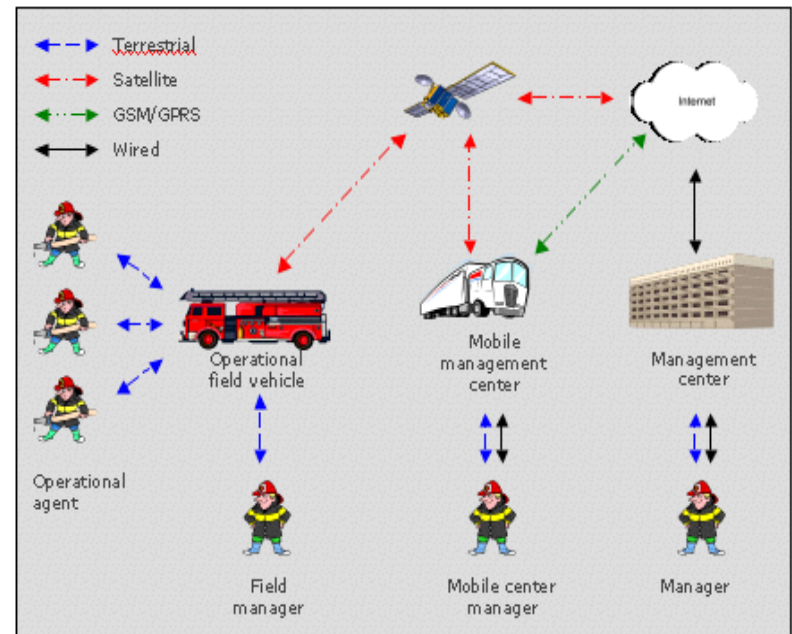 Terrestrial
Satellite
GSM/GPRS
Wired
Internet
Operational
field vehicle
Mobile
management
center
Management
center
Operational
agent
Field
manager
Mobile center
manager
Manager